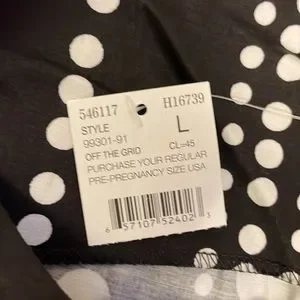 546117 H16739
STYLE
99301-91 L
OFF THE GRID CL=45
PURCHASE YOUR REGULAR
PRE-PREGNANCY SIZE USA
6 57107 52402 3